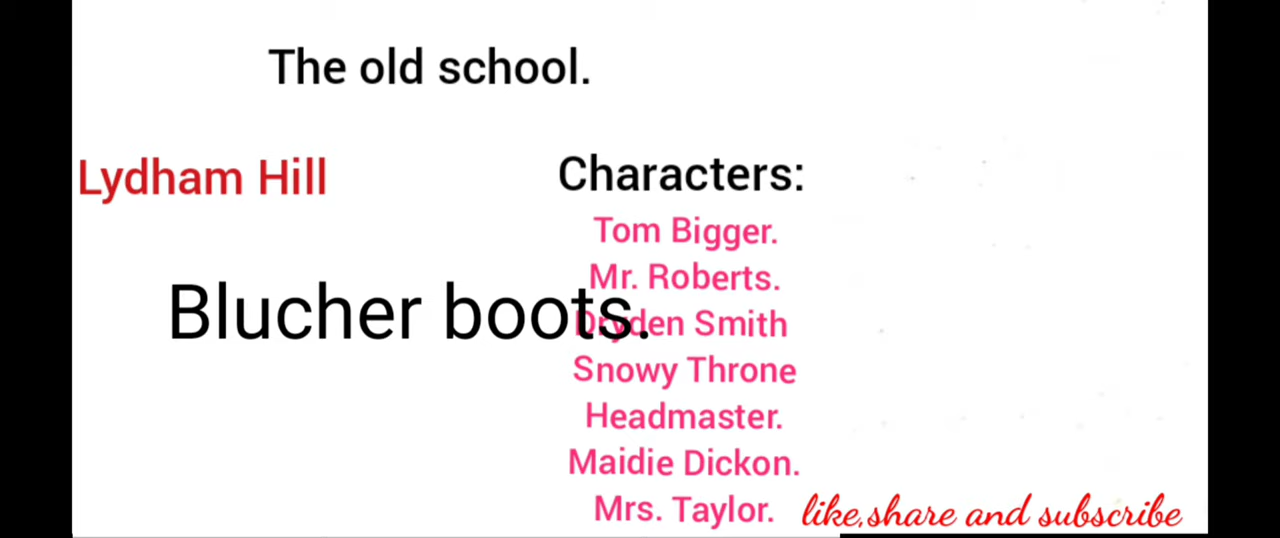 The old school.
Lydham Hill
Characters:
Tom Bigger.
Mr. Roberts.
Blucher boots.
Dryden Smith
Snowy Throne
Headmaster.
Maidie Dickon.
Mrs. Taylor.
like,share and subscribe